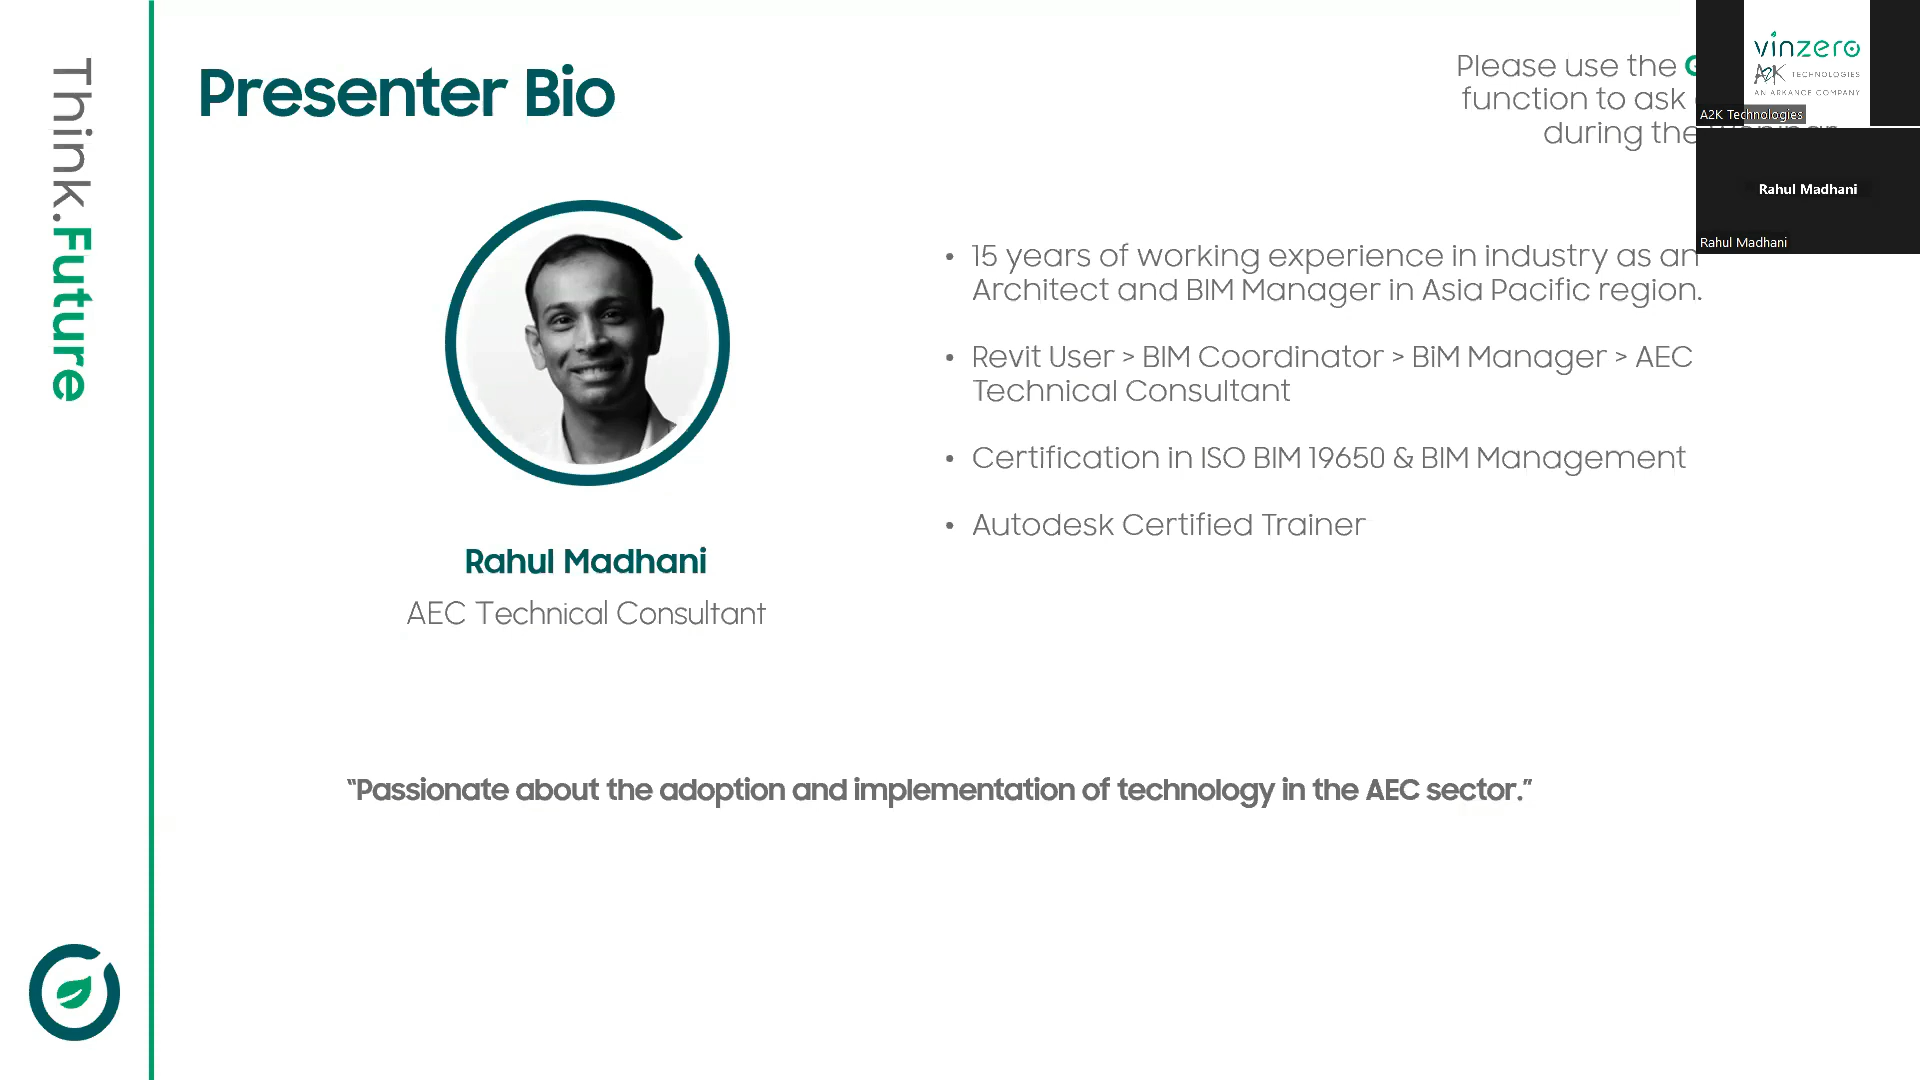 Think.Future
Presenter Bio
Please use the
function to ask
during the
vinzero
A2K TECHNOLOGIES
AN ARKANCE COMPANY
A2K Technologies
Rahul Madhani
Rahul Madhani
• 15 years of working experience in industry as an
Architect and BIM Manager in Asia Pacific region.
• Revit User > BIM Coordinator > BiM Manager > AEC
Technical Consultant
• Certification in ISO BIM 19650 & BIM Management
• Autodesk Certified Trainer
Rahul Madhani
AEC Technical Consultant
“Passionate about the adoption and implementation of technology in the AEC sector.”